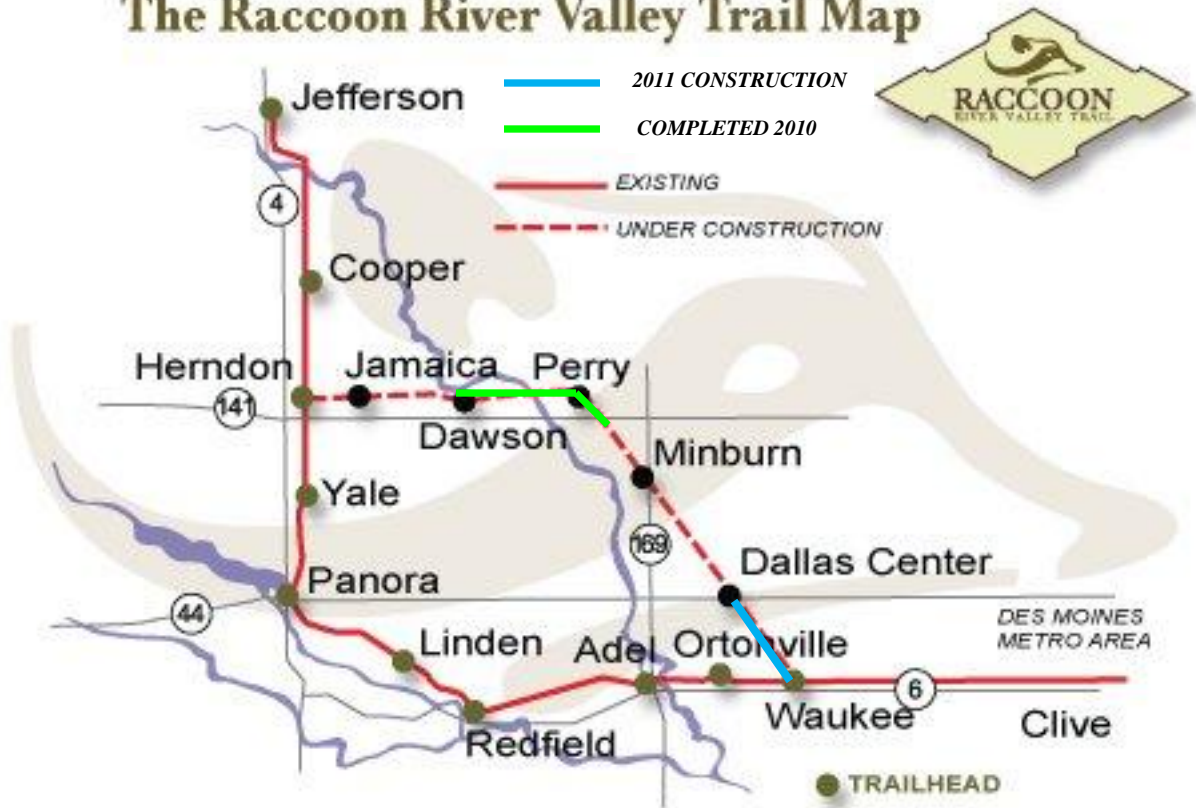 The Raccoon River Valley Trail Map
RACCOON
RIVER VALLEY TRAIL
2011 CONSTRUCTION
COMPLETED 2010
EXISTING
UNDER CONSTRUCTION
Jefferson
4
Cooper
Herndon
Jamaica
Perry
141
Dawson
Minburn
Yale
169
Dallas Center
Panora
44
DES MOINES
METRO AREA
Linden
Adel
Ortonville
6
Waukee
Clive
Redfield
TRAILHEAD